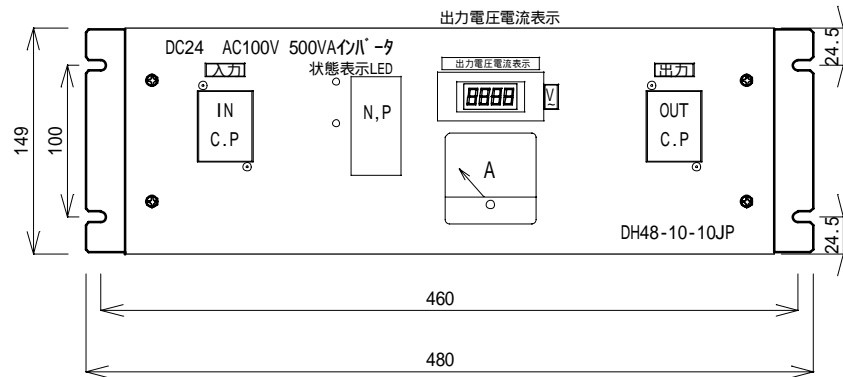 出力電圧電流表示
DC24 AC100V 500VAインバータ
入力
状態表示LED
出力電圧電流表示
出力
8888
V~
IN
C.P
N,P
OUT
C.P
A
DH48-10-10JP
149
100
24.5
24.5
460
480